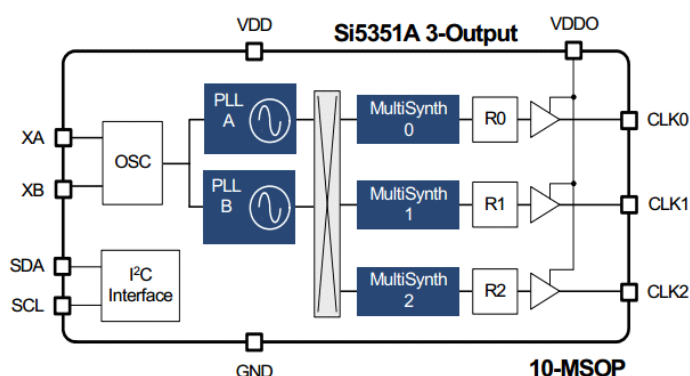 VDD
Si5351A 3-Output
VDDO
PLL
A
MultiSynth
0
R0
CLK0
XA
OSC
XB
PLL
B
MultiSynth
1
R1
CLK1
SDA
I²C
Interface
SCL
MultiSynth
2
R2
CLK2
GND
10-MSOP